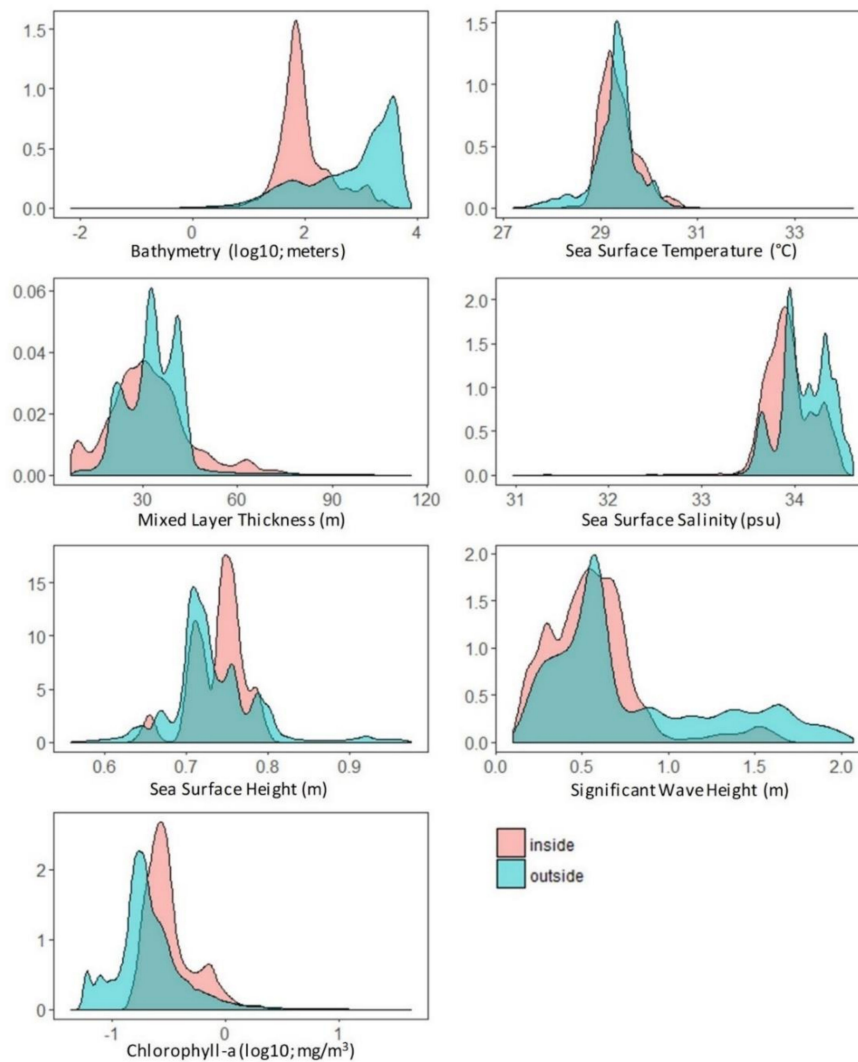 1.5
1.0
0.5
0.0
-2 0 2 4
Bathymetry (log10; meters)
1.5
1.0
0.5
0.0
27 29 31 33
Sea Surface Temperature (°C)
0.06
0.04
0.02
0.00
30 60 90 120
Mixed Layer Thickness (m)
2.0
1.5
1.0
0.5
0.0
31 32 33 34
Sea Surface Salinity (psu)
15
10
5
0
0.6 0.7 0.8 0.9
Sea Surface Height (m)
2.0
1.5
1.0
0.5
0.0
0.0 0.5 1.0 1.5 2.0
Significant Wave Height (m)
2
1
0
-1 0 1
Chlorophyll-a (log10; mg/m³)
inside
outside